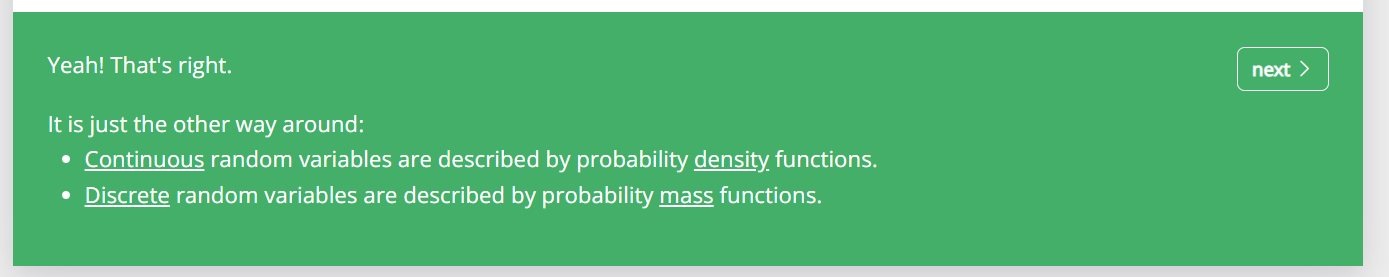 Yeah! That's right.
next
It is just the other way around:
Continuous random variables are described by probability density functions.
Discrete random variables are described by probability mass functions.